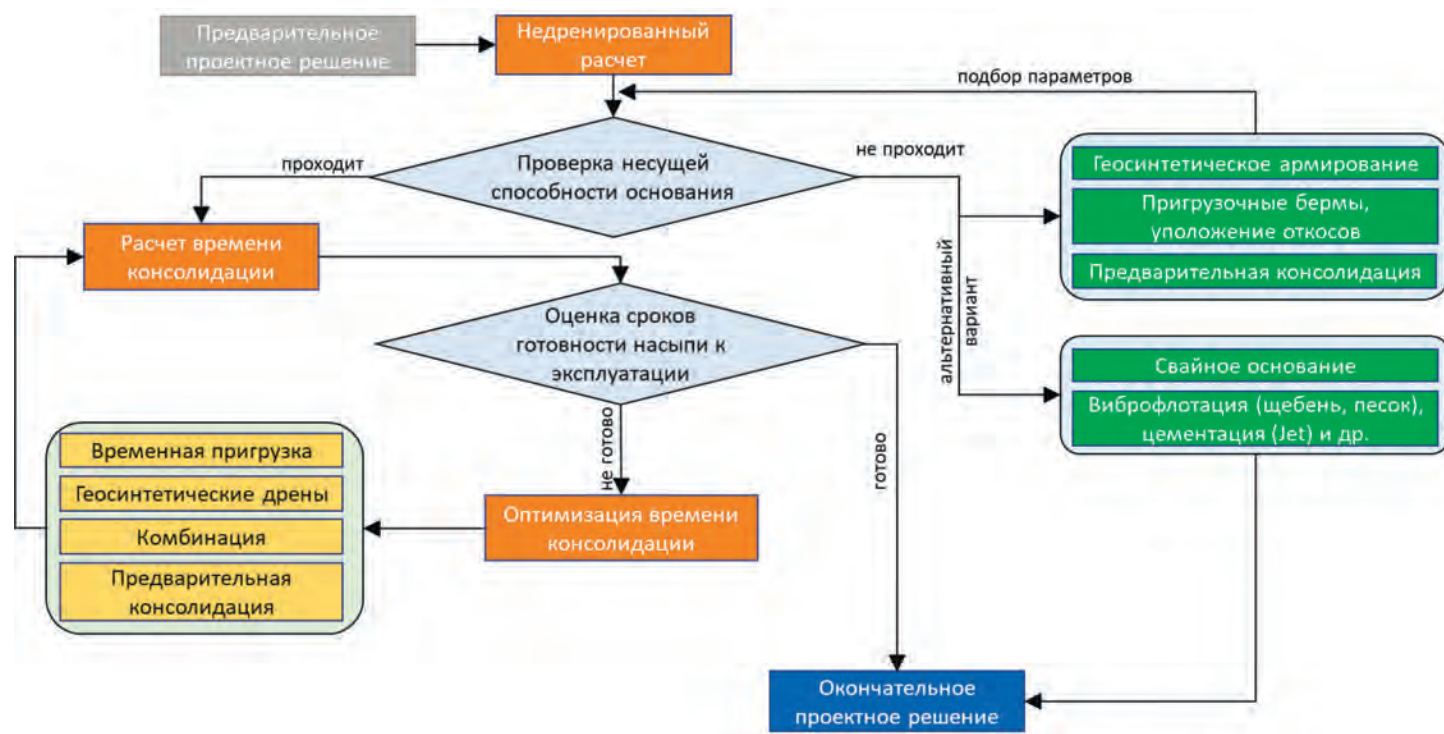 Предварительное
проектное решение
Недренированный
расчет
подбор параметров
проходит
Проверка несущей
способности основания
не проходит
Геосинтетическое армирование
Пригрузочные бермы,
уположение откосов
Предварительная консолидация
Расчет времени
консолидации
альтернативный
вариант
Оценка сроков
готовности насыпи к
эксплуатации
Свайное основание
Виброфлотация (щебень, песок),
цементация (Jet) и др.
не готово
готово
Временная пригрузка
Геосинтетические дрены
Комбинация
Предварительная
консолидация
Оптимизация времени
консолидации
Окончательное
проектное решение